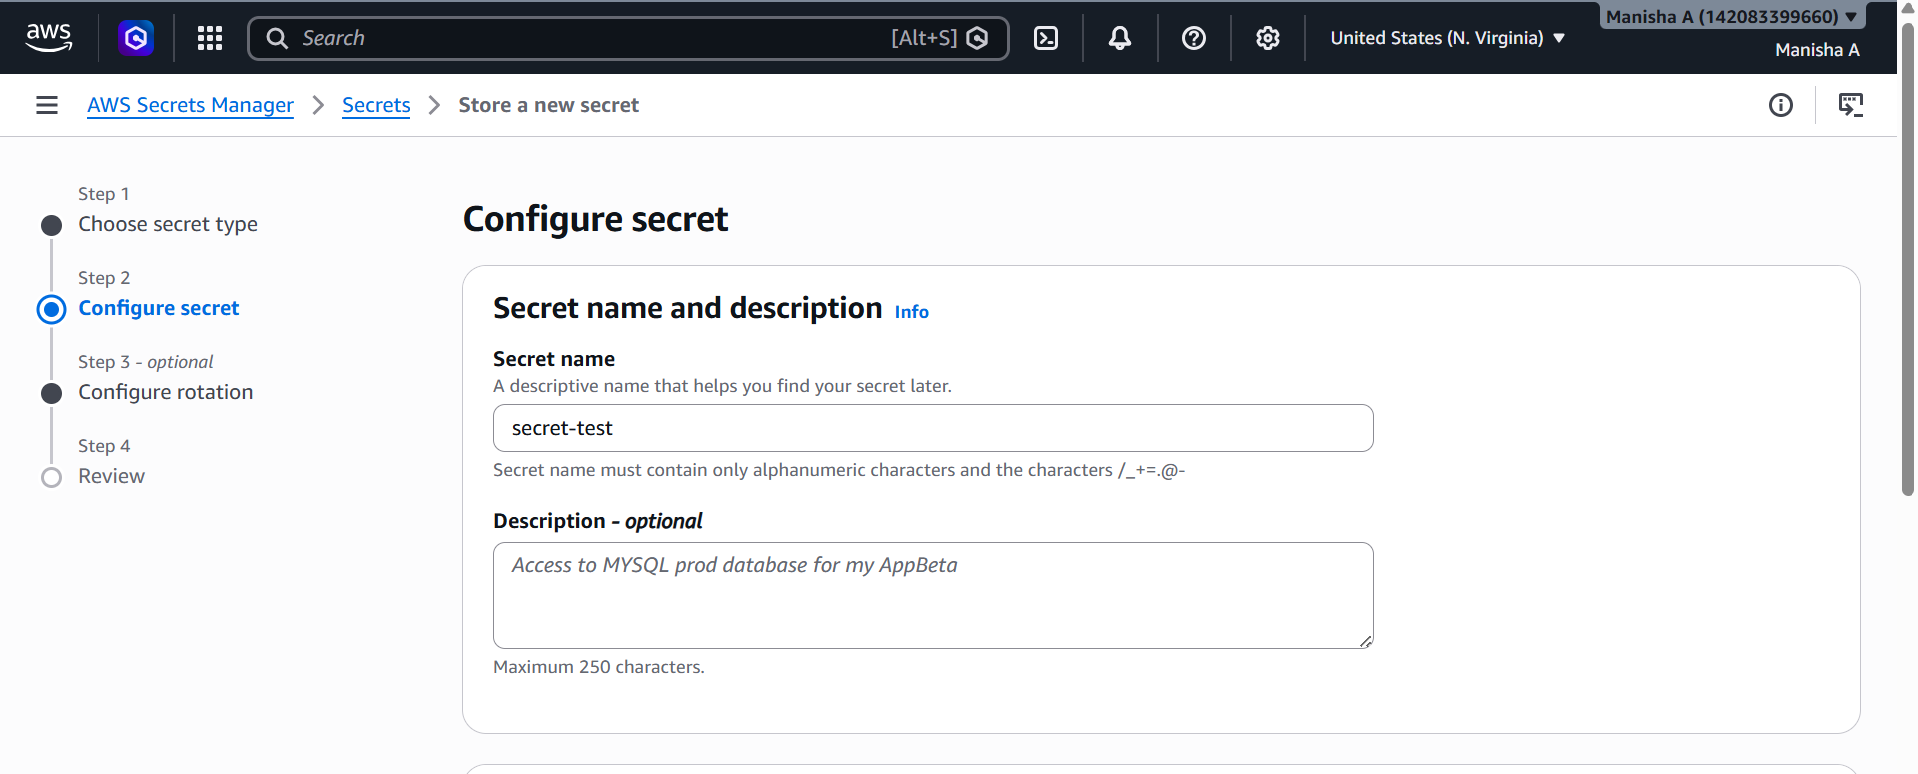 aws
Search [Alt+S]
United States (N. Virginia) ▼
Manisha A (142083399660) ▼
Manisha A
AWS Secrets Manager > Secrets > Store a new secret
Step 1
Choose secret type
Step 2
Configure secret
Step 3 - optional
Configure rotation
Step 4
Review
Configure secret
Secret name and description Info
Secret name
A descriptive name that helps you find your secret later.
secret-test
Secret name must contain only alphanumeric characters and the characters /_+=.@-
Description - optional
Access to MYSQL prod database for my AppBeta
Maximum 250 characters.